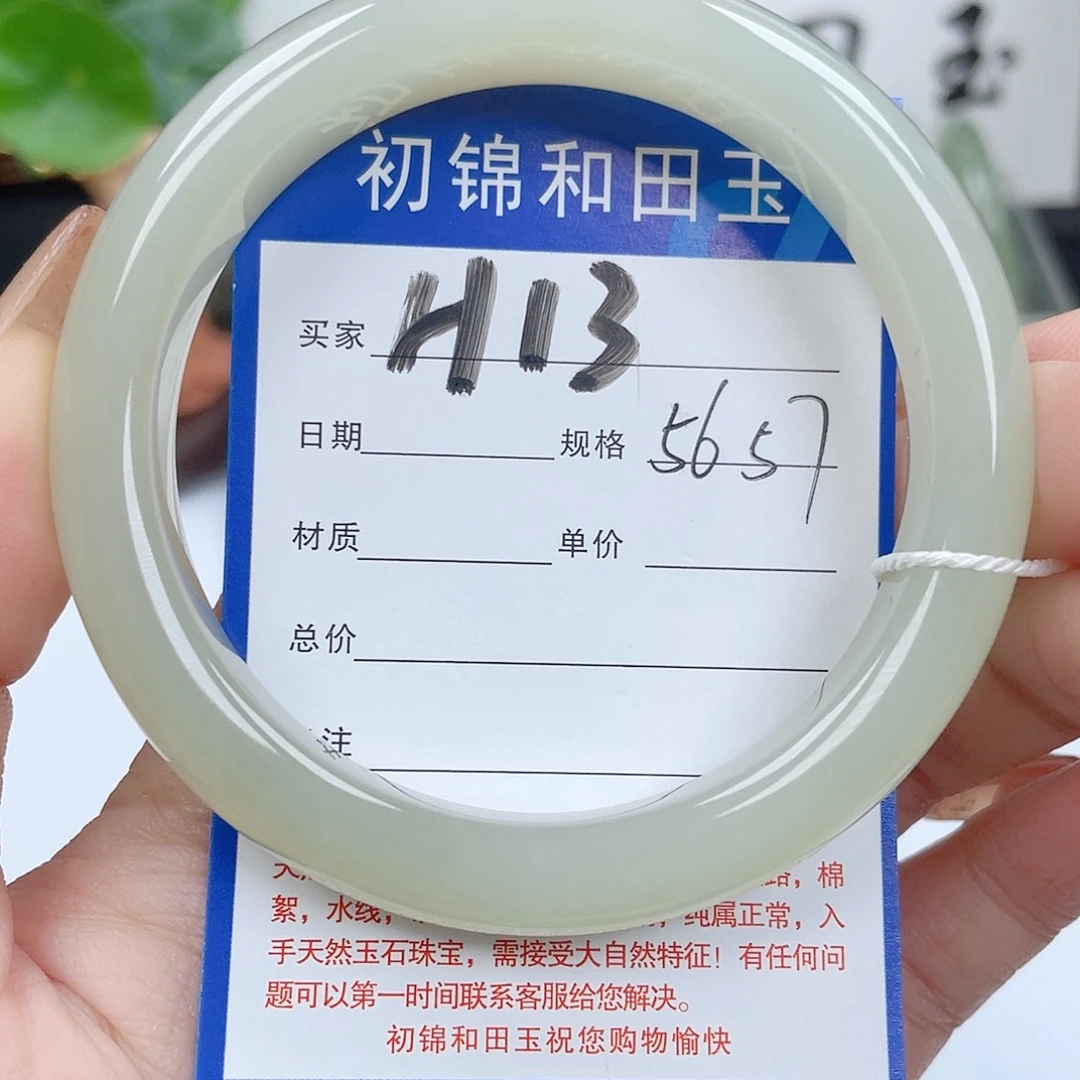 玉
初锦和田玉
买家 H13
日期 规格 5657
材质 单价
总价
注
，棉
絮，水线，纯属正常，入
手天然玉石珠宝，需接受大自然特征！有任何问
题可以第一时间联系客服给您解决。
初锦和田玉祝您购物愉快